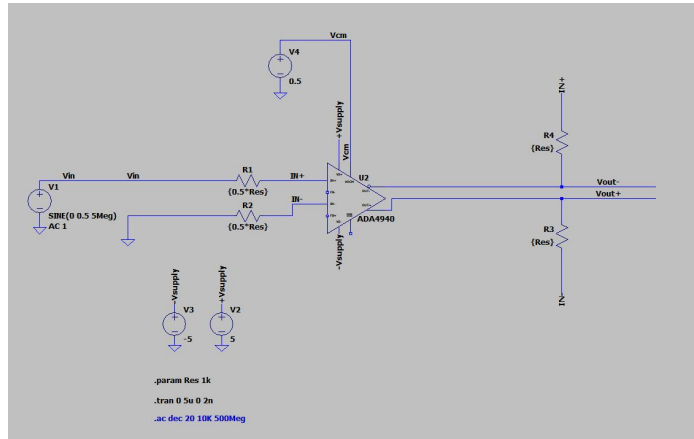 Vcm
V4
0.5
+Vsupply
Vcm
U2
ADA4940
-Vsupply
Vin
Vin
V1
SINE(0 0.5 5Meg)
AC 1
R1
{0.5*Res}
IN+
R2
{0.5*Res}
IN-
IN+
R4
{Res}
Vout-
Vout+
R3
{Res}
IN-
-Vsupply
V3
-5
+Vsupply
V2
5
.param Res 1k
.tran 0 5u 0 2n
.ac dec 20 10K 500Meg